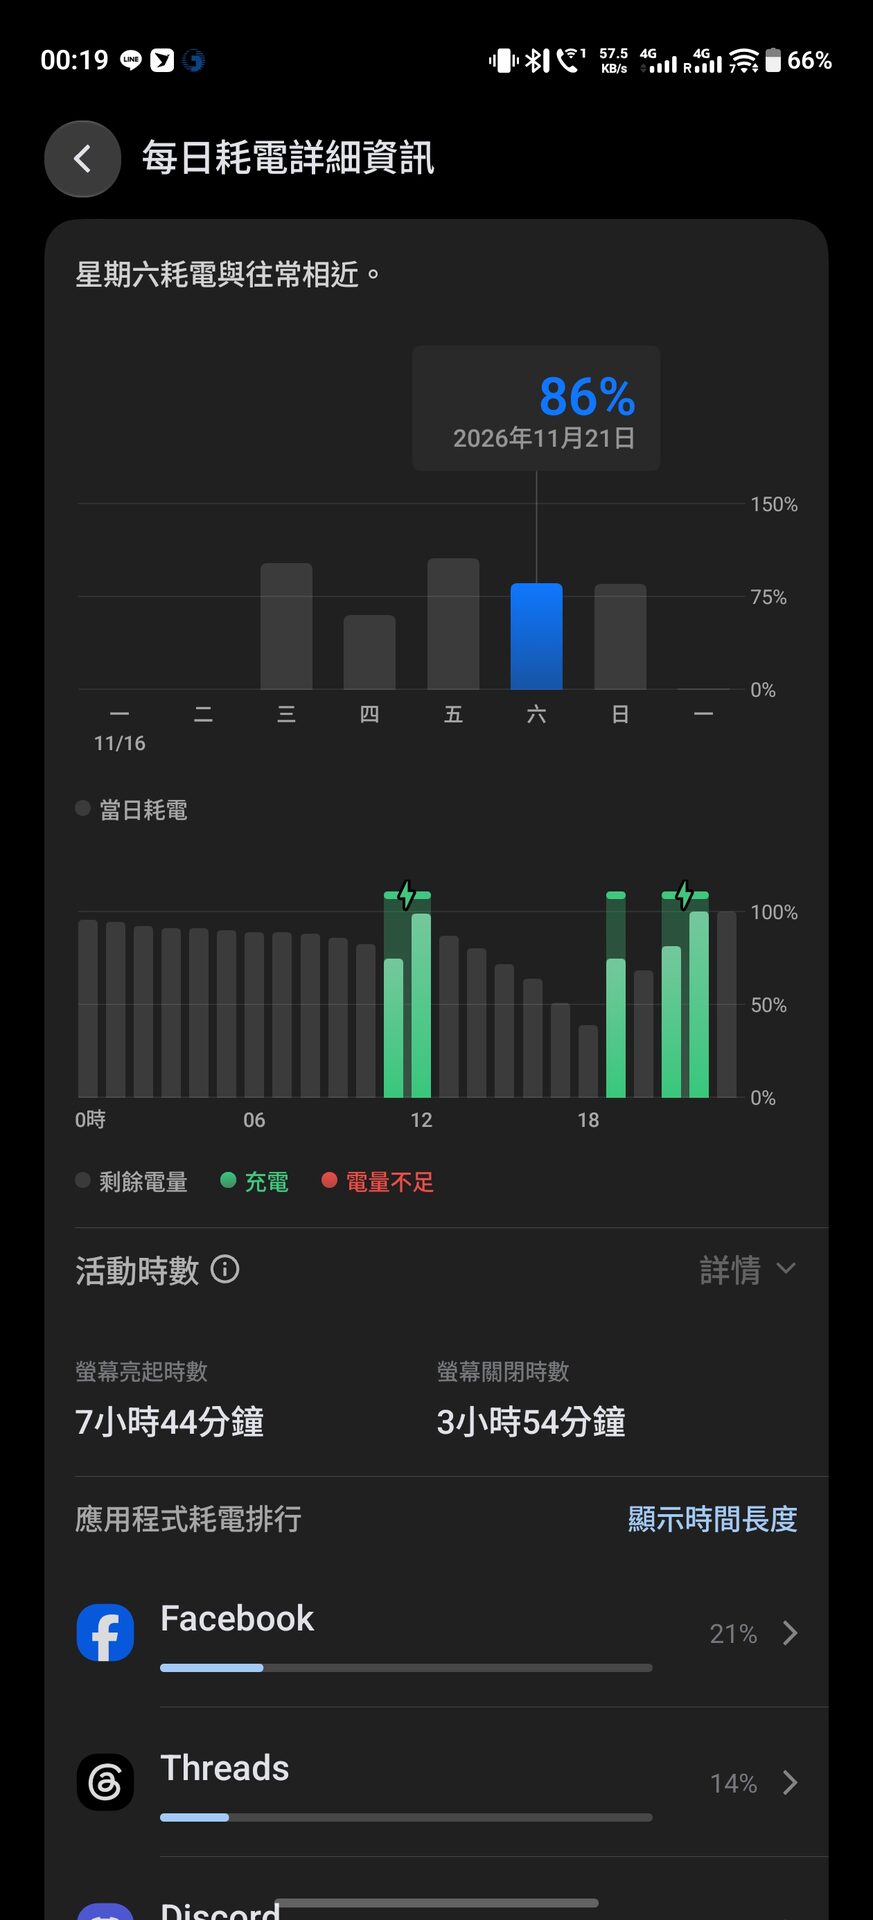 00:19 LINE 1 57.5 KB/s 4G R 4G 7 66%
每日耗電詳細資訊
星期六耗電與往常相近。
86%
2026年11月21日
150%
75%
0%
一 二 三 四 五 六 日 一
11/16
當日耗電
100%
50%
0%
0時 06 12 18
剩餘電量 充電 電量不足
活動時數 詳情
螢幕亮起時數 螢幕關閉時數
7小時44分鐘 3小時54分鐘
應用程式耗電排行 顯示時間長度
Facebook
21%
Threads
14%
Discord